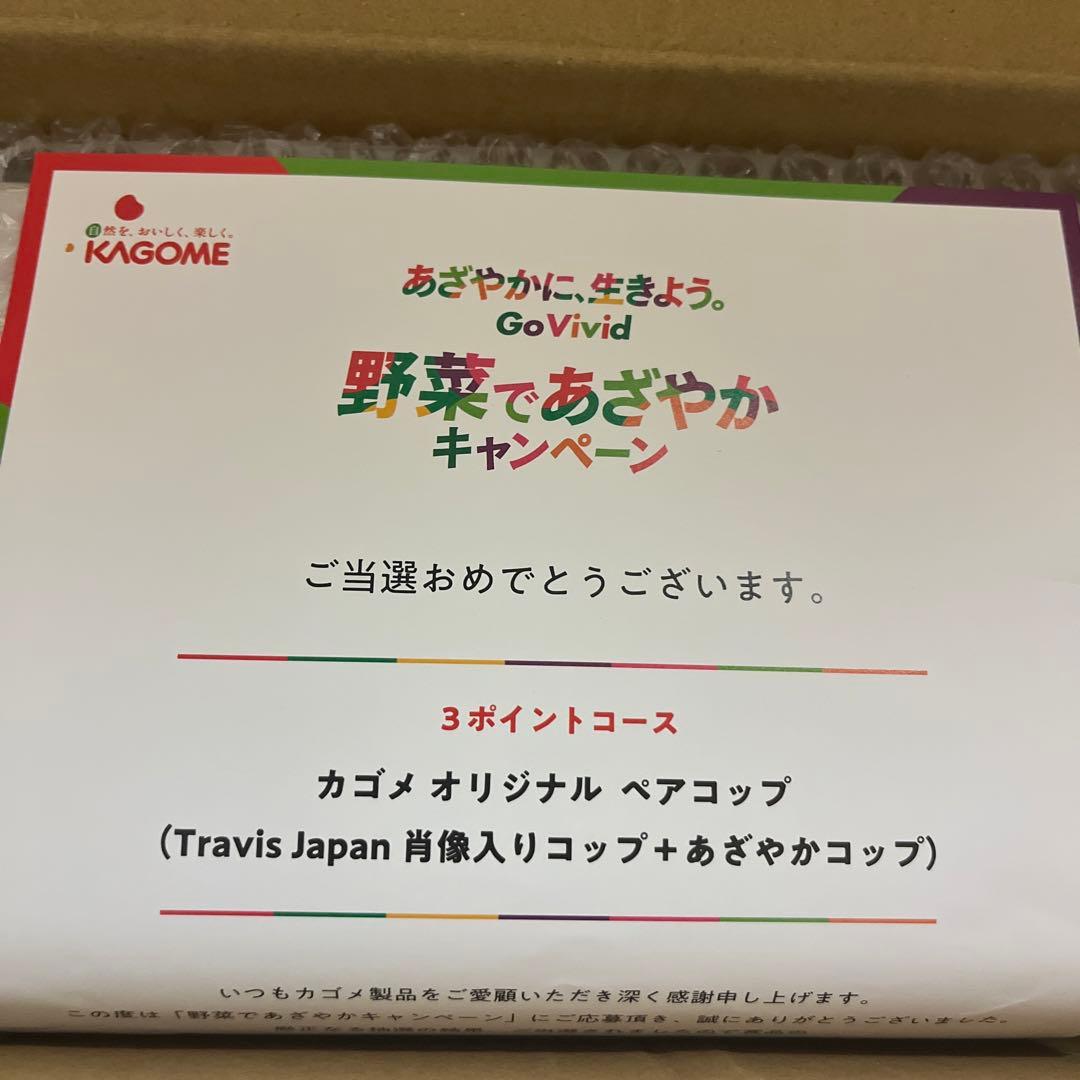 自然を、おいしく、楽しく。
KAGOME
あざやかに、生きよう。
GoVivid
野菜であざやか
キャンペーン
ご当選おめでとうございます。
3ポイントコース
カゴメ オリジナル ペアコップ
(Travis Japan 肖像入りコップ+あざやかコップ)
いつもカゴメ製品をご愛顧いただき深く感謝申し上げます。
この度は「野菜であざやかキャンペーン」にご応募頂き、誠にありがとうございました。